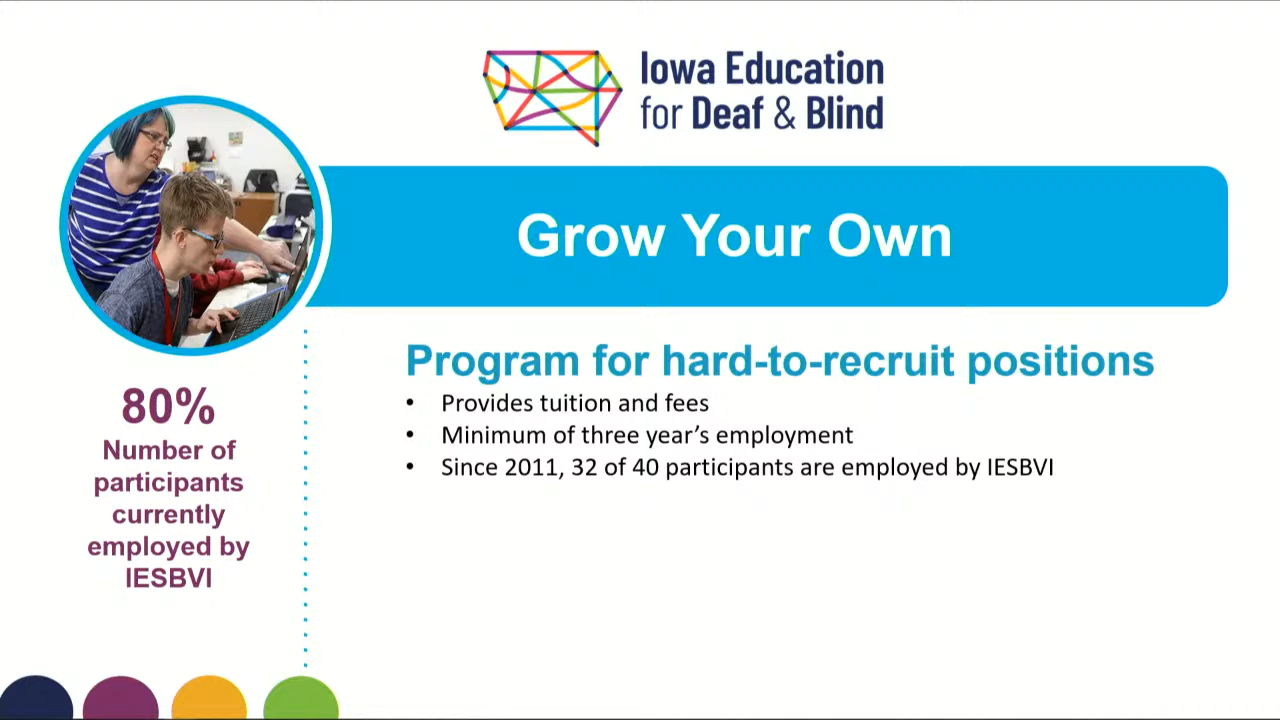 Iowa Education
for Deaf & Blind
Grow Your Own
80%
Number of
participants
currently
employed by
IESBVI
Program for hard-to-recruit positions
• Provides tuition and fees
• Minimum of three year’s employment
• Since 2011, 32 of 40 participants are employed by IESBVI